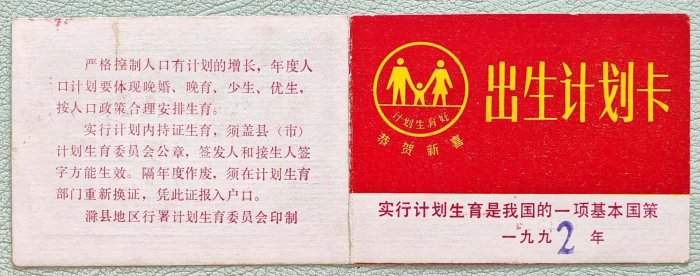 严格控制人口有计划的增长，年度人
口计划要体现晚婚、晚育、少生、优生，
按人口政策合理安排生育。
实行计划内持证生育，须盖县（市）
计划生育委员会公章，签发人和接生人签
字方能生效。隔年度作废，须在计划生育
部门重新换证，凭此证报入户口。
滁县地区行署计划生育委员会印制
计划生育好
恭贺新喜
出生计划卡
实行计划生育是我国的一项基本国策
一九九2年